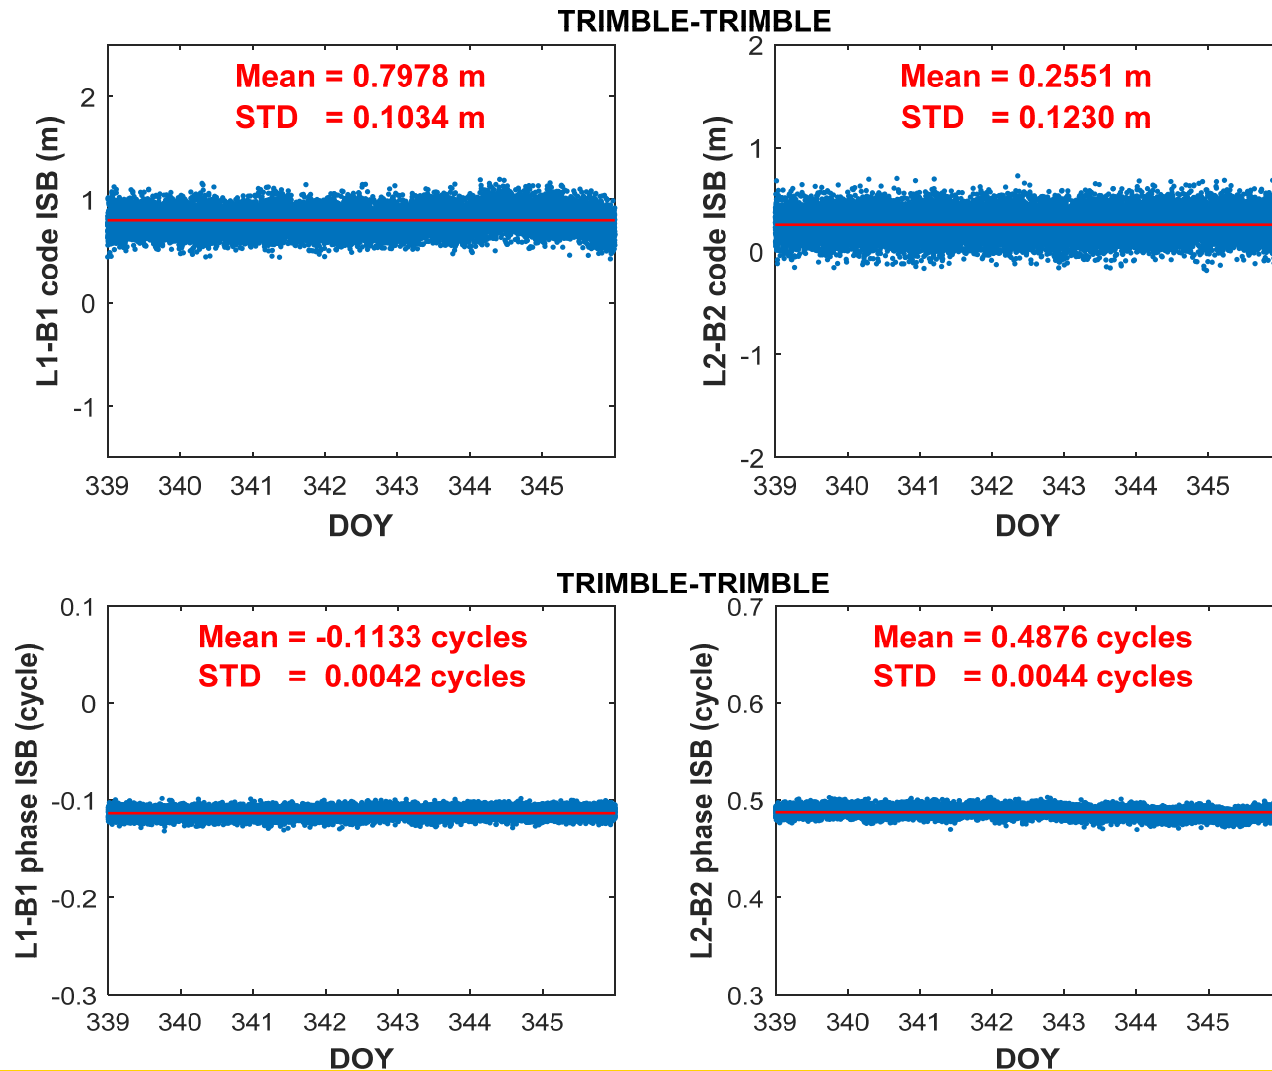 TRIMBLE-TRIMBLE
Mean = 0.7978 m
STD = 0.1034 m
L1-B1 code ISB (m)
2
1
0
-1
339 340 341 342 343 344 345
DOY
Mean = 0.2551 m
STD = 0.1230 m
L2-B2 code ISB (m)
2
1
0
-1
-2
339 340 341 342 343 344 345
DOY
TRIMBLE-TRIMBLE
Mean = -0.1133 cycles
STD = 0.0042 cycles
L1-B1 phase ISB (cycle)
0.1
0
-0.1
-0.2
-0.3
339 340 341 342 343 344 345
DOY
Mean = 0.4876 cycles
STD = 0.0044 cycles
L2-B2 phase ISB (cycle)
0.7
0.6
0.5
0.4
0.3
339 340 341 342 343 344 345
DOY